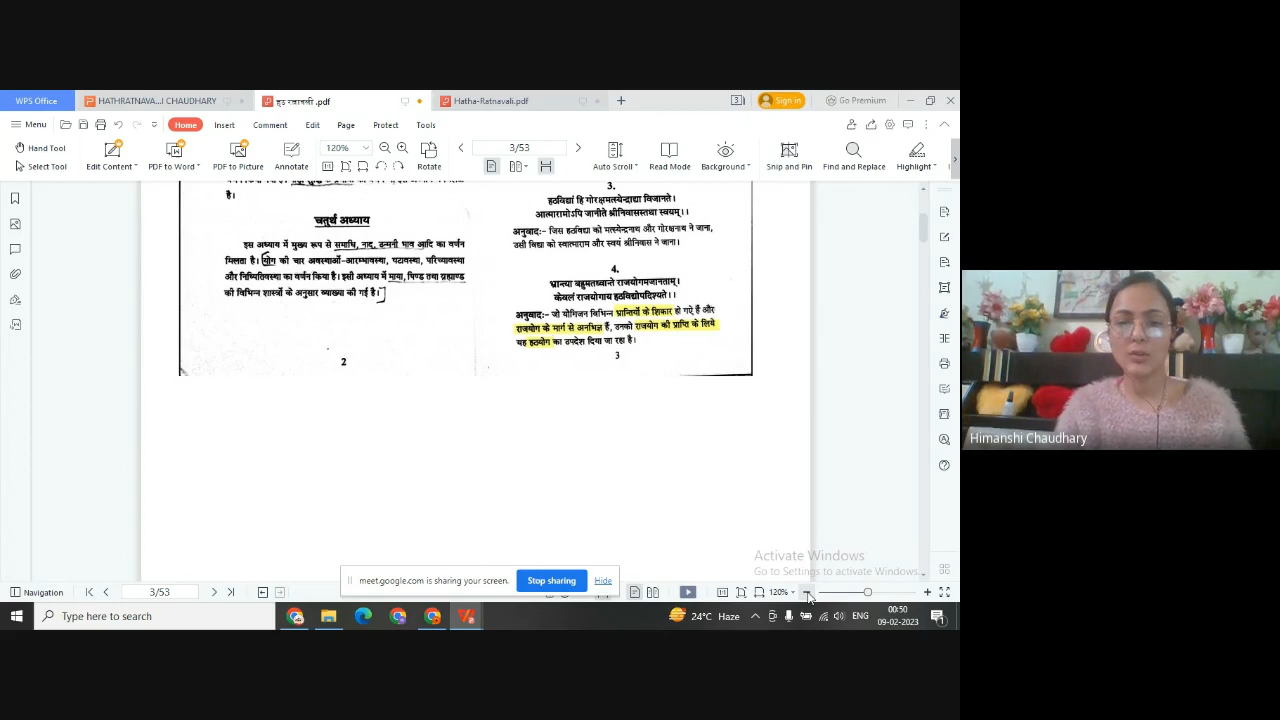 WPS Office
HATHRATNAVA...I CHAUDHARY
हठ रत्नावली .pdf
Hatha-Ratnavali.pdf
Sign in
Go Premium
Menu
Home
Insert
Comment
Edit
Page
Protect
Tools
Hand Tool
Select Tool
Edit Content
PDF to Word
PDF to Picture
Annotate
120%
Rotate
3/53
Auto Scroll
Read Mode
Background
Snip and Pin
Find and Replace
Highlight
है।
चतुर्थ अध्याय
इस अध्याय में मुख्य रूप से समाधि, नाद, उन्मनी भाव आदि का वर्णन
मिलता है। योग की चार अवस्थाओं-आरम्भावस्था, घटावस्था, परिचयावस्था
और निष्पित्तवस्था का वर्णन किया है। इसी अध्याय में माया, पिण्ड तथा ब्रह्माण्ड
की विभिन्न शास्त्रों के अनुसार व्याख्या की गई है।
2
3.
हठविद्यां हि गोरक्षमत्स्येन्द्राद्या विजानते।
आत्मारामोऽपि जानीते श्रीनिवासस्तथा स्वयम्।।
अनुवादः- जिस हठविद्या को मत्स्येन्द्रनाथ और गोरक्षनाथ ने जाना,
उसी विद्या को स्वात्माराम और स्वयं श्रीनिवास ने जाना।
4.
भ्रान्त्या बहुमतध्वान्ते राजयोगमजानताम्।
केवलं राजयोगाय हठविद्योपदिश्यते।।
अनुवादः- जो योगिजन विभिन्न भ्रान्तियों के शिकार हो गए हैं और
राजयोग के मार्ग से अनभिज्ञ हैं, उनको राजयोग की प्राप्ति के लिये
यह हठयोग का उपदेश दिया जा रहा है।
3
Himanshi Chaudhary
Activate Windows
Go to Settings to activate Windows.
meet.google.com is sharing your screen.
Stop sharing
Hide
Navigation
3/53
120%
Type here to search
24°C Haze
ENG
00:50
09-02-2023